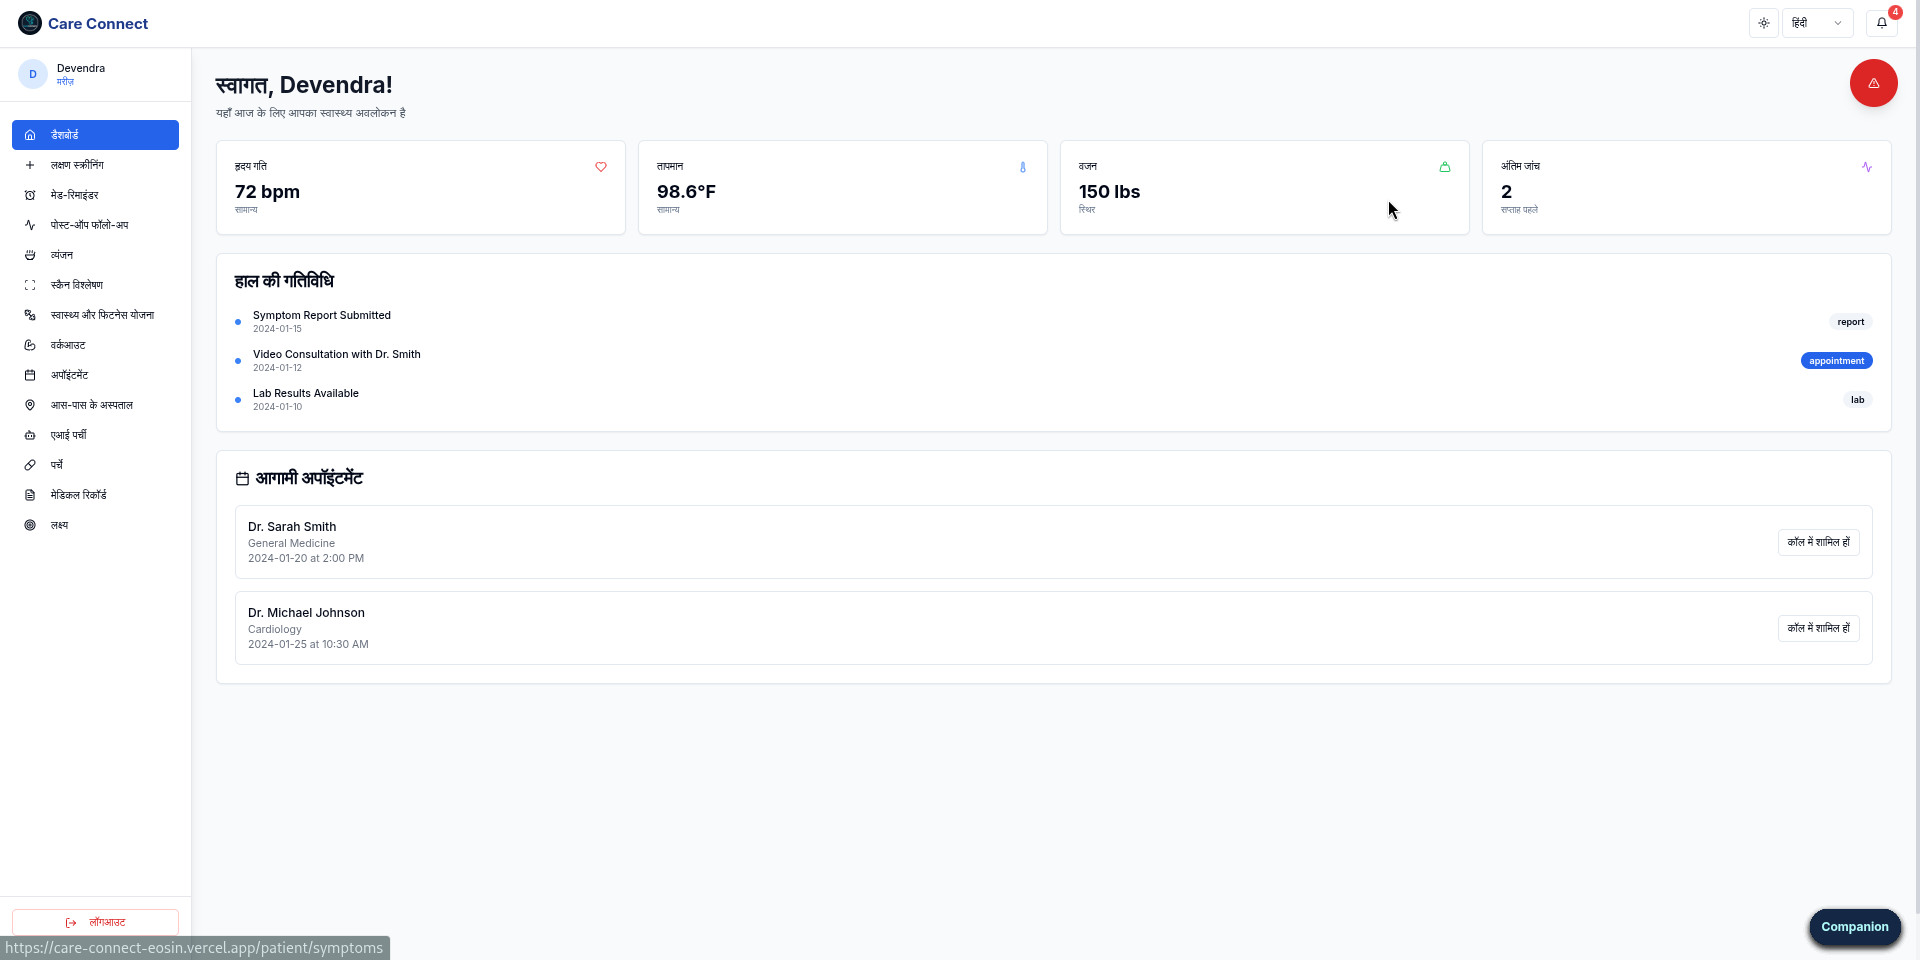 Care Connect
हिंदी
4
D
Devendra
मरीज़
डैशबोर्ड
लक्षण स्क्रीनिंग
मेड-रिमाइंडर
पोस्ट-ऑप फॉलो-अप
व्यंजन
स्कैन विश्लेषण
स्वास्थ्य और फिटनेस योजना
वर्कआउट
अपॉइंटमेंट
आस-पास के अस्पताल
एआई पर्ची
पर्चे
मेडिकल रिकॉर्ड
लक्ष्य
लॉगआउट
https://care-connect-eosin.vercel.app/patient/symptoms
स्वागत, Devendra!
यहाँ आज के लिए आपका स्वास्थ्य अवलोकन है
हृदय गति
72 bpm
सामान्य
तापमान
98.6°F
सामान्य
वजन
150 lbs
स्थिर
अंतिम जांच
2
सप्ताह पहले
हाल की गतिविधि
Symptom Report Submitted
2024-01-15
report
Video Consultation with Dr. Smith
2024-01-12
appointment
Lab Results Available
2024-01-10
lab
आगामी अपॉइंटमेंट
Dr. Sarah Smith
General Medicine
2024-01-20 at 2:00 PM
कॉल में शामिल हों
Dr. Michael Johnson
Cardiology
2024-01-25 at 10:30 AM
कॉल में शामिल हों
Companion